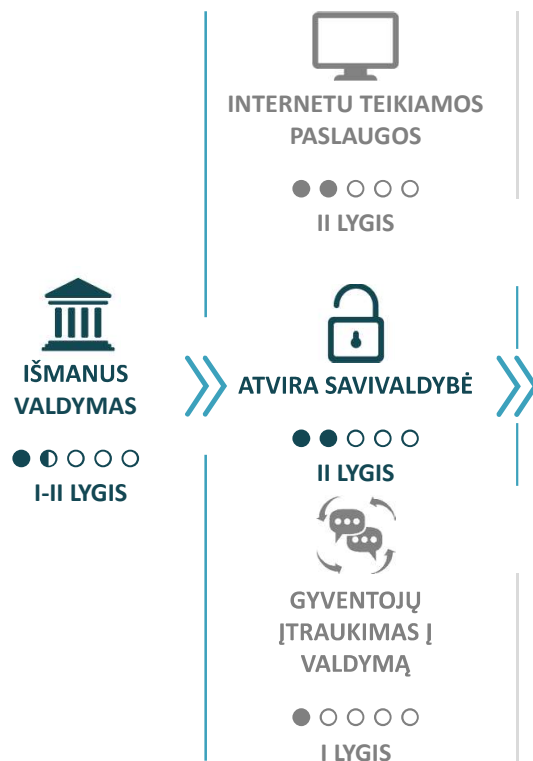 INTERNETU TEIKIAMOS
PASLAUGOS
II LYGIS
IŠMANUS
VALDYMAS
I-II LYGIS
ATVIRA SAVIVALDYBĖ
II LYGIS
GYVENTOJŲ
ĮTRAUKIMAS Į
VALDYMĄ
I LYGIS